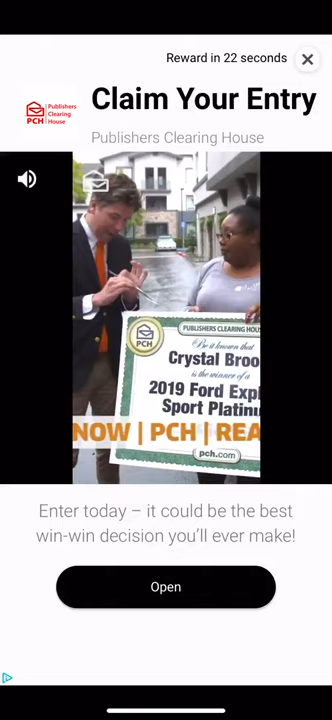 Reward in 22 seconds
Publishers
Clearing
House
PCH
Claim Your Entry
Publishers Clearing House
PCH
PUBLISHERS CLEARING HOUS
Be it known that
Crystal Broo
is the winner of a
2019 Ford Expl
Sport Platinu
NOW | PCH | REA
pch.com
Enter today – it could be the best
win-win decision you'll ever make!
Open